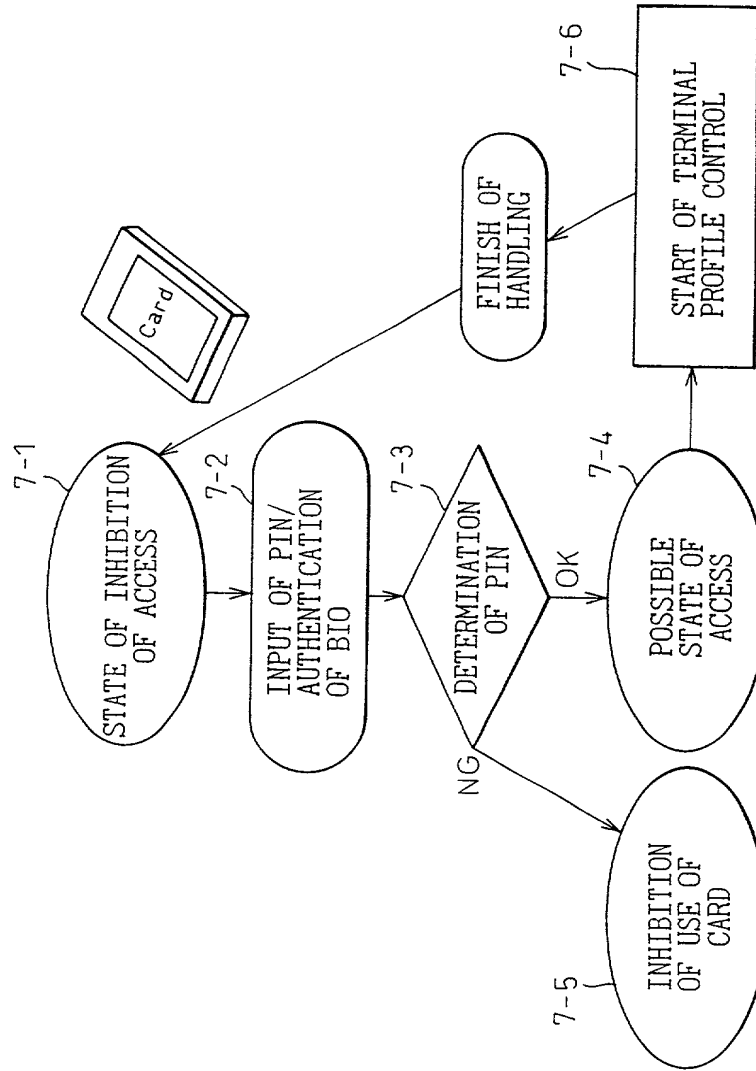 Card
7-1
STATE OF INHIBITION
OF ACCESS
7-2
INPUT OF PIN/
AUTHENTICATION
OF BIO
7-3
DETERMINATION
OF PIN
NG
OK
FINISH OF
HANDLING
7-5
INHIBITION
OF USE OF
CARD
7-4
POSSIBLE
STATE OF
ACCESS
7-6
START OF TERMINAL
PROFILE CONTROL